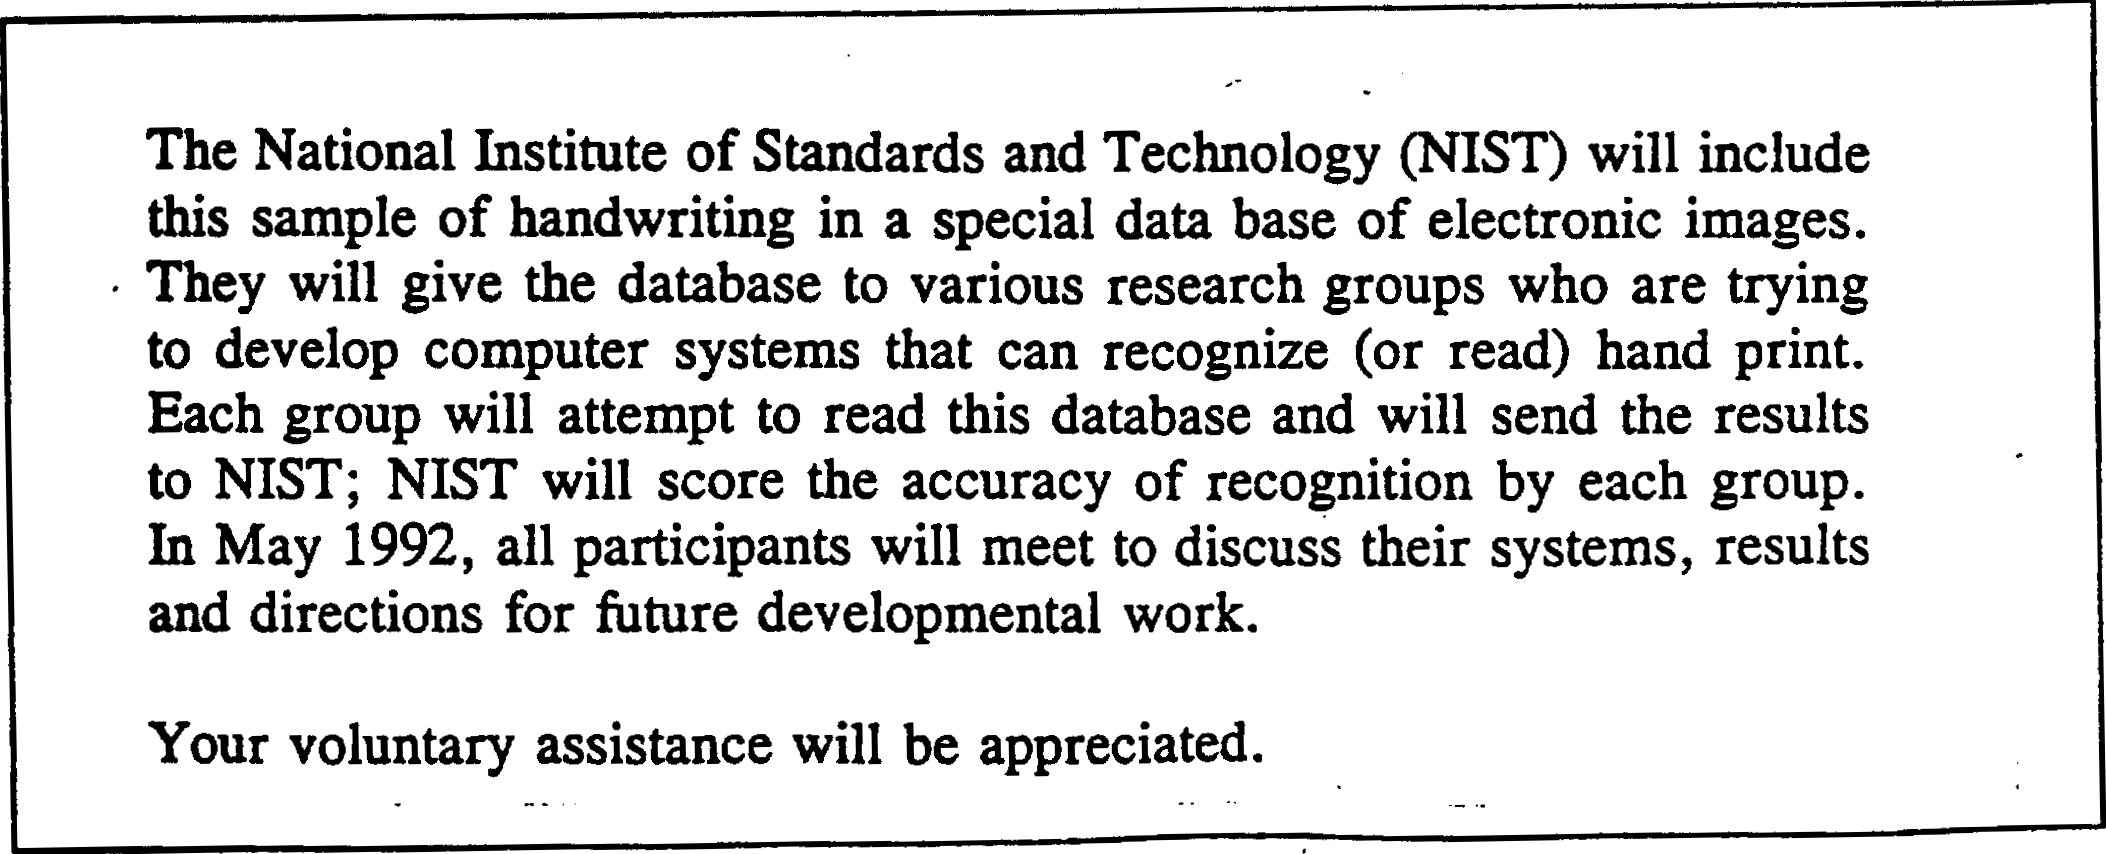 The National Institute of Standards and Technology (NIST) will include
this sample of handwriting in a special data base of electronic images.
They will give the database to various research groups who are trying
to develop computer systems that can recognize (or read) hand print.
Each group will attempt to read this database and will send the results
to NIST; NIST will score the accuracy of recognition by each group.
In May 1992, all participants will meet to discuss their systems, results
and directions for future developmental work.
Your voluntary assistance will be appreciated.